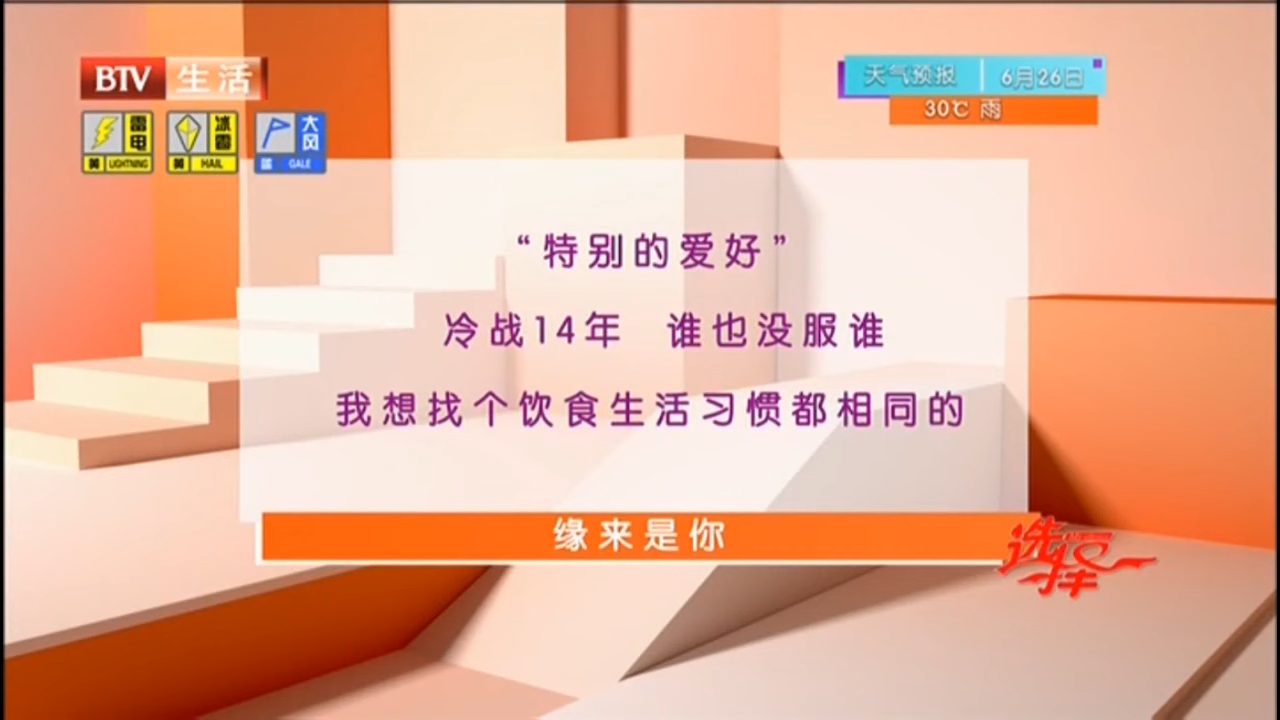 BTV 生活
天气预报 6月26日
30℃ 雨
雷电 黄 LIGHTNING
冰雹 黄 HAIL
大风 蓝 GALE
“特别的爱好”
冷战14年 谁也没服谁
我想找个饮食生活习惯都相同的
缘来是你
选择